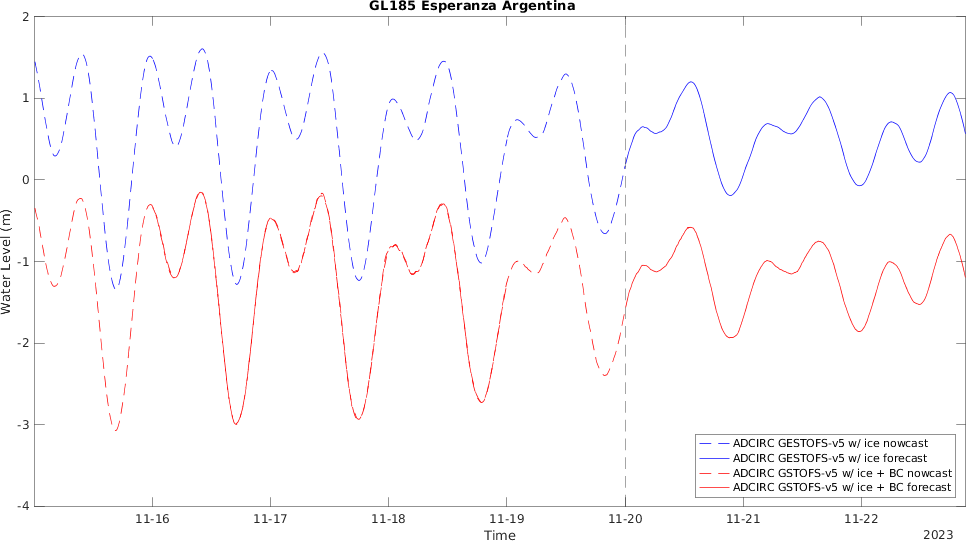 GL185 Esperanza Argentina
2
1
0
-1
-2
-3
-4
Water Level (m)
ADCIRC GESTOFS-v5 w/ ice nowcast
ADCIRC GESTOFS-v5 w/ ice forecast
ADCIRC GSTOFS-v5 w/ ice + BC nowcast
ADCIRC GSTOFS-v5 w/ ice + BC forecast
11-16 11-17 11-18 11-19 11-20 11-21 11-22
Time
2023